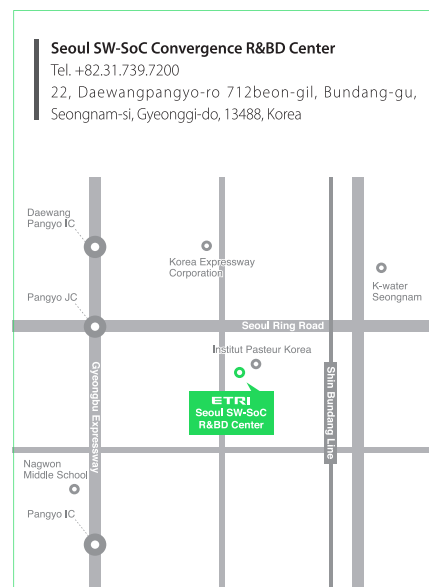 Seoul SW-SoC Convergence R&BD Center
Tel. +82.31.739.7200
22, Daewangpangyo-ro 712beon-gil, Bundang-gu,
Seongnam-si, Gyeonggi-do, 13488, Korea
Daewang
Pangyo IC
Korea Expressway
Corporation
K-water
Seongnam
Pangyo JC
Seoul Ring Road
Institut Pasteur Korea
Gyeongbu Expressway
Shin Bundang Line
ETRI
Seoul SW-SoC
R&BD Center
Nagwon
Middle School
Pangyo IC